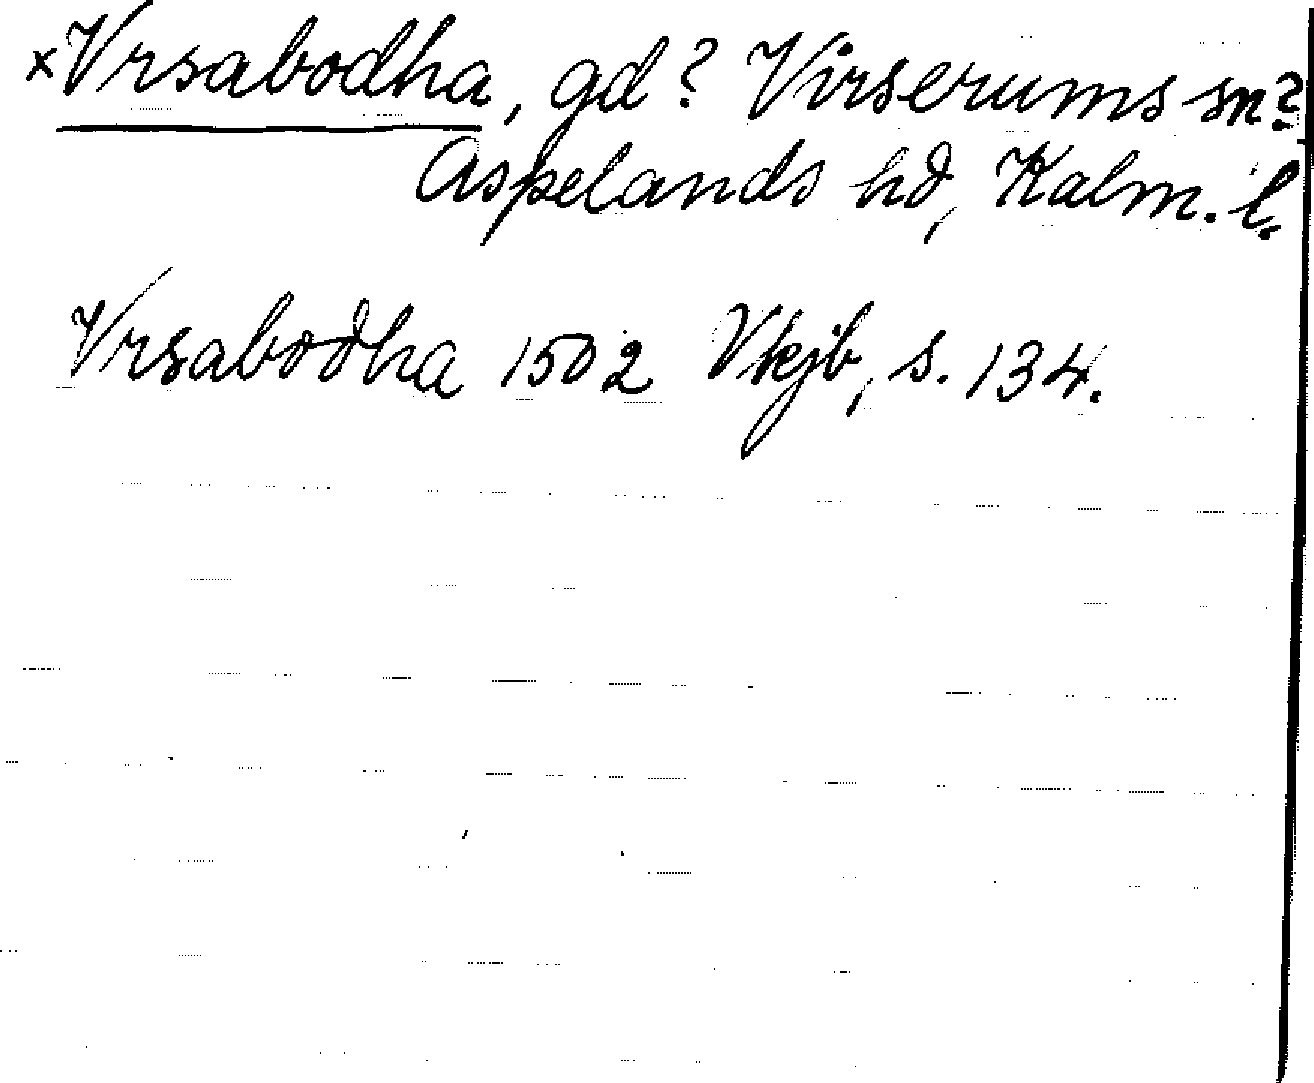 ×Vrsabodha, gd? Virserums sn?
Aspelands hd, Kalm. l.
Vrsabodha 1502 Vkjb, s. 134.